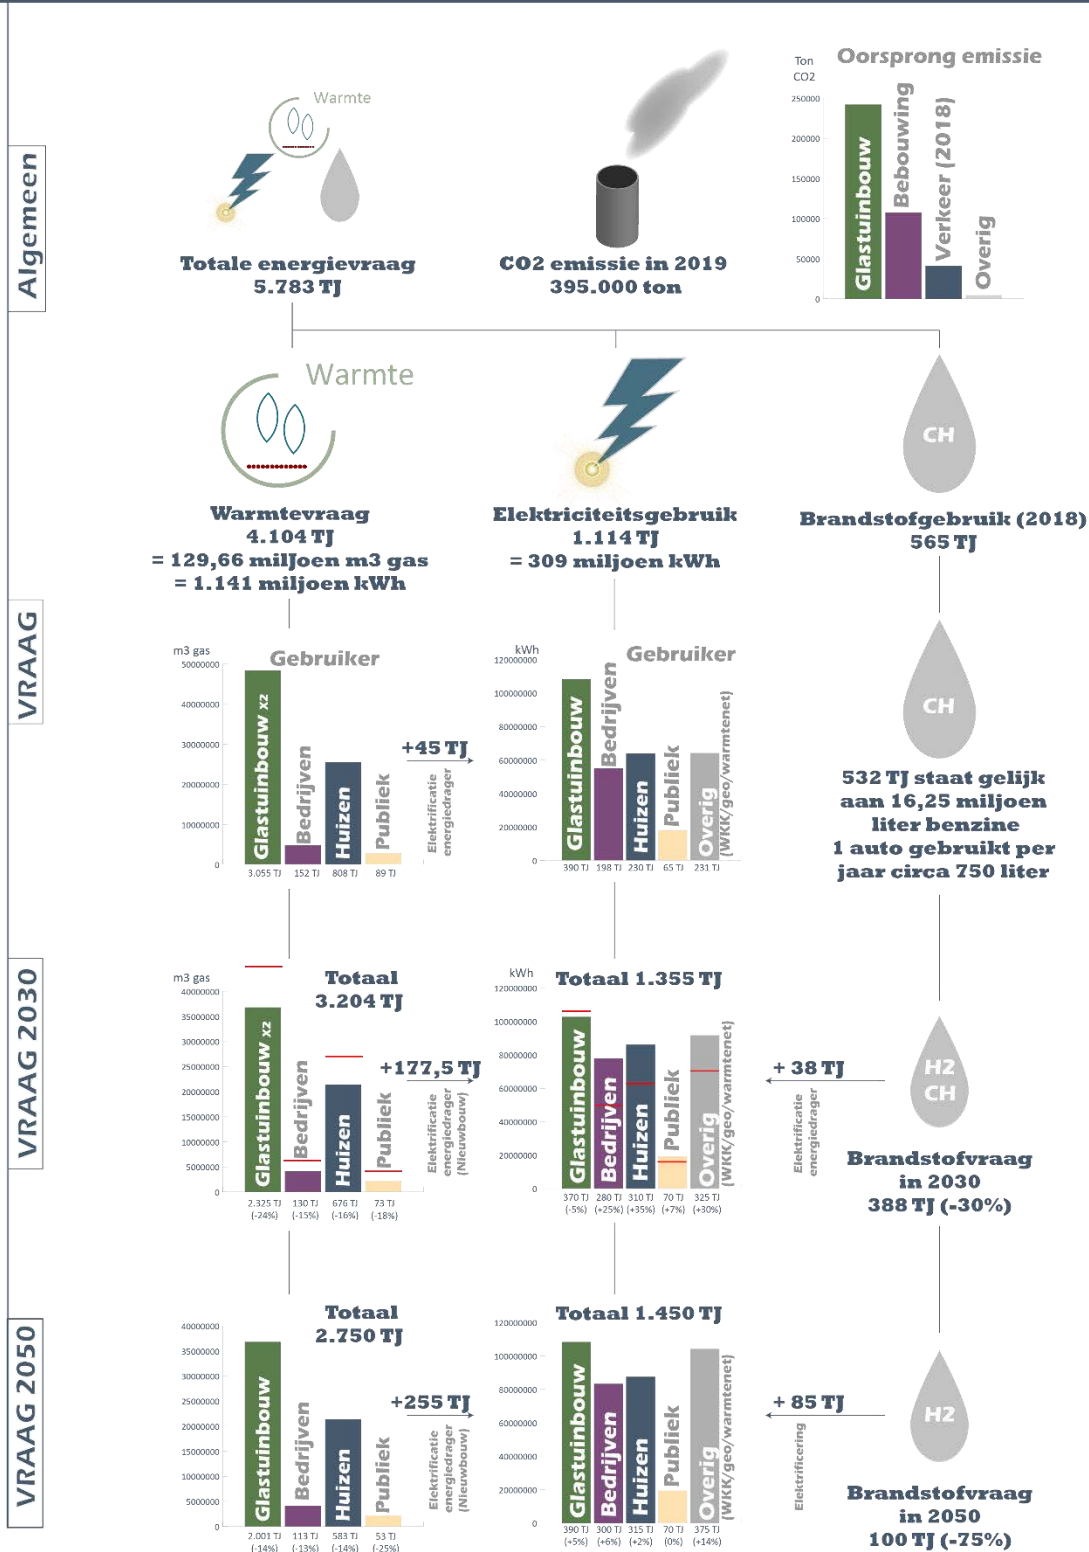 Algemeen
Warmte
Totale energievraag
5.783 TJ
CO2 emissie in 2019
395.000 ton
Oorsprong emissie
Ton
CO2
250000
200000
150000
100000
50000
0
Glastuinbouw
Bebouwing
Verkeer (2018)
Overig
VRAAG
Warmte
Warmtevraag
4.104 TJ
= 129,66 miljoen m3 gas
= 1.141 miljoen kWh
Elektriciteitsgebruik
1.114 TJ
= 309 miljoen kWh
CH
Brandstofgebruik (2018)
565 TJ
m3 gas
Gebruiker
50000000
40000000
30000000
20000000
10000000
0
Glastuinbouw x2
Bedrijven
Huizen
Publiek
3.055 TJ
152 TJ
808 TJ
89 TJ
+45 TJ
Elektrificatie
energiedrager
kWh
Gebruiker
120000000
100000000
80000000
60000000
40000000
20000000
0
Glastuinbouw
Bedrijven
Huizen
Publiek
Overig
(WKK/geo/warmtenet)
390 TJ
198 TJ
230 TJ
65 TJ
231 TJ
CH
532 TJ staat gelijk
aan 16,25 miljoen
liter benzine
1 auto gebruikt per
jaar circa 750 liter
VRAAG 2030
m3 gas
Totaal
3.204 TJ
40000000
35000000
30000000
25000000
20000000
15000000
10000000
5000000
0
Glastuinbouw x2
Bedrijven
Huizen
Publiek
2.325 TJ
(-24%)
130 TJ
(-15%)
676 TJ
(-16%)
73 TJ
(-18%)
+177,5 TJ
Elektrificatie
energiedrager
(Nieuwbouw)
kWh
Totaal 1.355 TJ
120000000
100000000
80000000
60000000
40000000
20000000
0
Glastuinbouw
Bedrijven
Huizen
Publiek
Overig
(WKK/geo/warmtenet)
370 TJ
(-5%)
280 TJ
(+25%)
310 TJ
(+35%)
70 TJ
(+7%)
325 TJ
(+30%)
+ 38 TJ
Elektrificatie
energiedrager
H2
CH
Brandstofvraag
in 2030
388 TJ (-30%)
VRAAG 2050
Totaal
2.750 TJ
40000000
35000000
30000000
25000000
20000000
15000000
10000000
5000000
0
Glastuinbouw
Bedrijven
Huizen
Publiek
2.001 TJ
(-14%)
113 TJ
(-13%)
583 TJ
(-14%)
53 TJ
(-25%)
+255 TJ
Elektrificatie
energiedrager
(Nieuwbouw)
Totaal 1.450 TJ
120000000
100000000
80000000
60000000
40000000
20000000
0
Glastuinbouw
Bedrijven
Huizen
Publiek
Overig
(WKK/geo/warmtenet)
390 TJ
(+5%)
300 TJ
(+6%)
315 TJ
(+2%)
70 TJ
(0%)
375 TJ
(+14%)
+ 85 TJ
Elektrificering
H2
Brandstofvraag
in 2050
100 TJ (-75%)